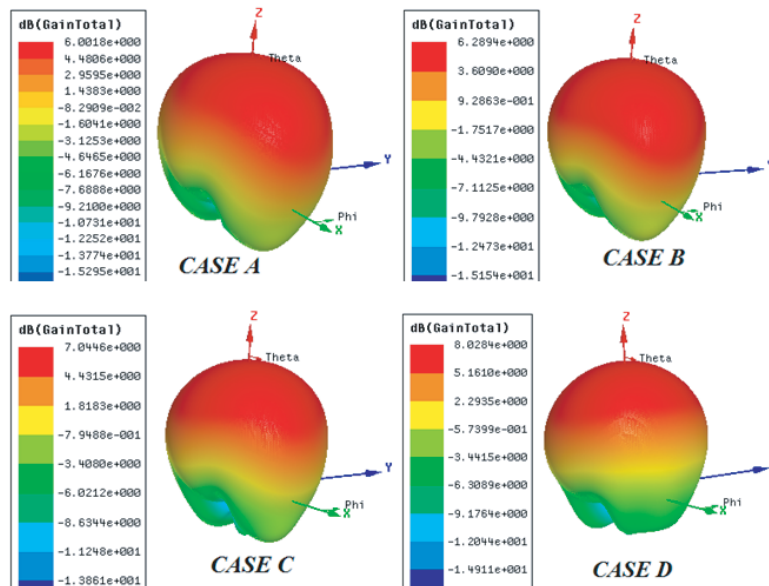 dB(GainTotal)
6.0018e+000
4.4806e+000
2.9595e+000
1.4383e+000
-8.2909e-002
-1.6041e+000
-3.1253e+000
-4.6465e+000
-6.1676e+000
-7.6888e+000
-9.2100e+000
-1.0731e+001
-1.2252e+001
-1.3774e+001
-1.5295e+001
Z
Theta
Y
Phi
X
CASE A
dB(GainTotal)
6.2894e+000
3.6090e+000
9.2863e-001
-1.7517e+000
-4.4321e+000
-7.1125e+000
-9.7928e+000
-1.2473e+001
-1.5154e+001
Z
Theta
Phi
X
CASE B
dB(GainTotal)
7.0446e+000
4.4315e+000
1.8183e+000
-7.9488e-001
-3.4080e+000
-6.0212e+000
-8.6344e+000
-1.1248e+001
-1.3861e+001
Z
Theta
Y
Phi
X
CASE C
dB(GainTotal)
8.0284e+000
5.1610e+000
2.2935e+000
-5.7399e-001
-3.4415e+000
-6.3089e+000
-9.1764e+000
-1.2044e+001
-1.4911e+001
Z
Theta
Phi
X
CASE D